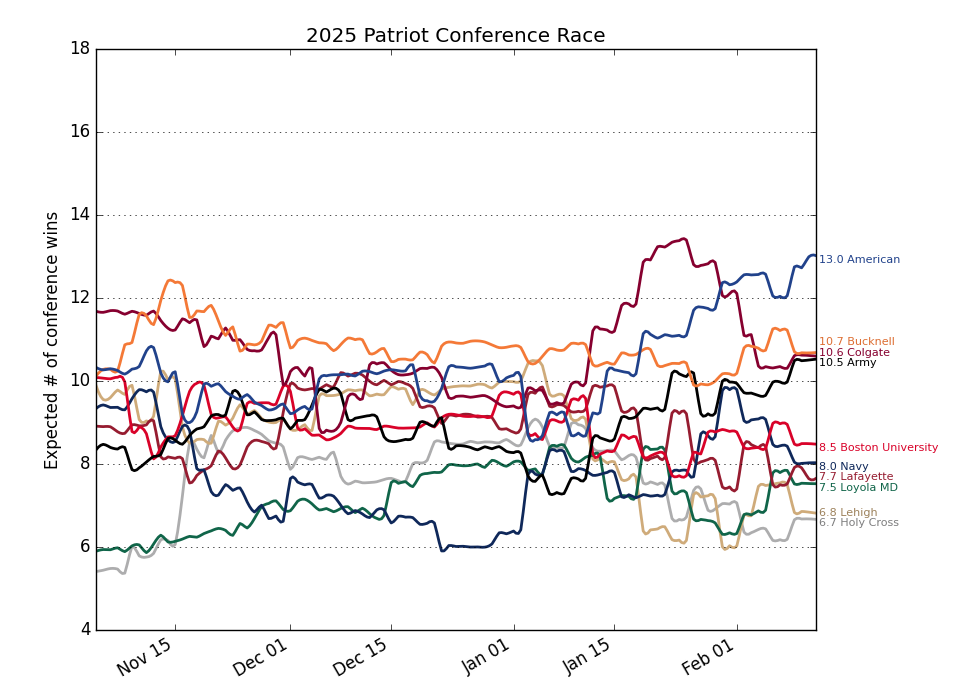 2025 Patriot Conference Race
Expected # of conference wins
18
16
14
12
10
8
6
4
Nov 15
Dec 01
Dec 15
Jan 01
Jan 15
Feb 01
13.0 American
10.7 Bucknell
10.6 Colgate
10.5 Army
8.5 Boston University
8.0 Navy
7.7 Lafayette
7.5 Loyola MD
6.8 Lehigh
6.7 Holy Cross